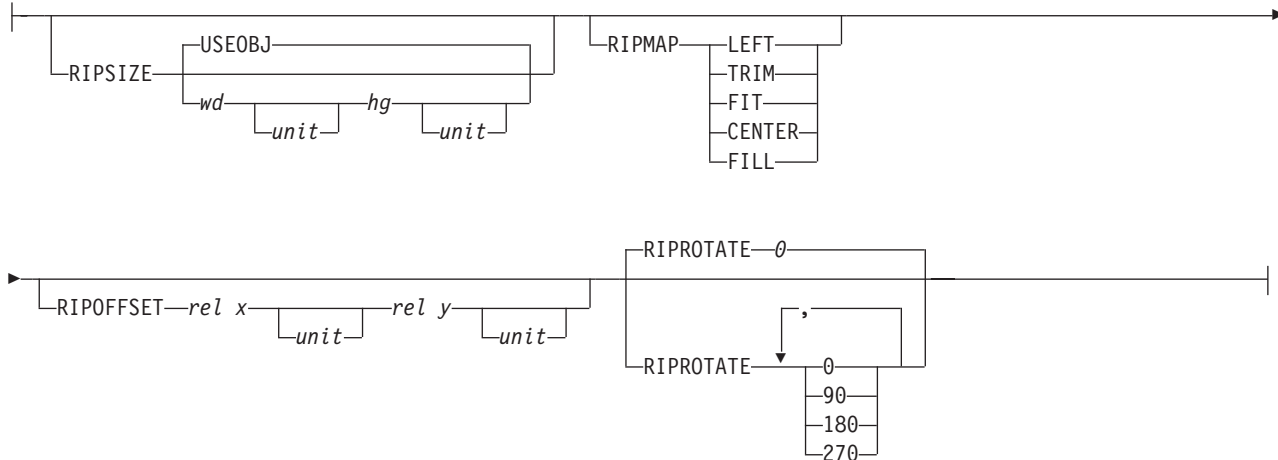 USEOBJ
RIPMAP LEFT
RIPSIZE
TRIM
wd hg
FIT
unit unit
CENTER
FILL
RIPROTATE 0
RIPOFFSET rel x rel y
unit unit
,
RIPROTATE 0
90
180
270